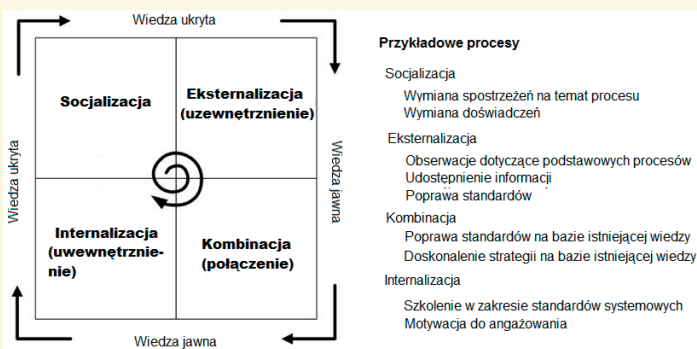 Wiedza ukryta
Wiedza ukryta
Socjalizacja
Eksternalizacja
(uzewnętrznienie)
Wiedza jawna
Internalizacja
(uwewnętrznie-
nie)
Kombinacja
(połączenie)
Wiedza jawna
Przykładowe procesy
Socjalizacja
Wymiana spostrzeżeń na temat procesu
Wymiana doświadczeń
Eksternalizacja
Obserwacje dotyczące podstawowych procesów
Udostępnienie informacji
Poprawa standardów
Kombinacja
Poprawa standardów na bazie istniejącej wiedzy
Doskonalenie strategii na bazie istniejącej wiedzy
Internalizacja
Szkolenie w zakresie standardów systemowych
Motywacja do angażowania